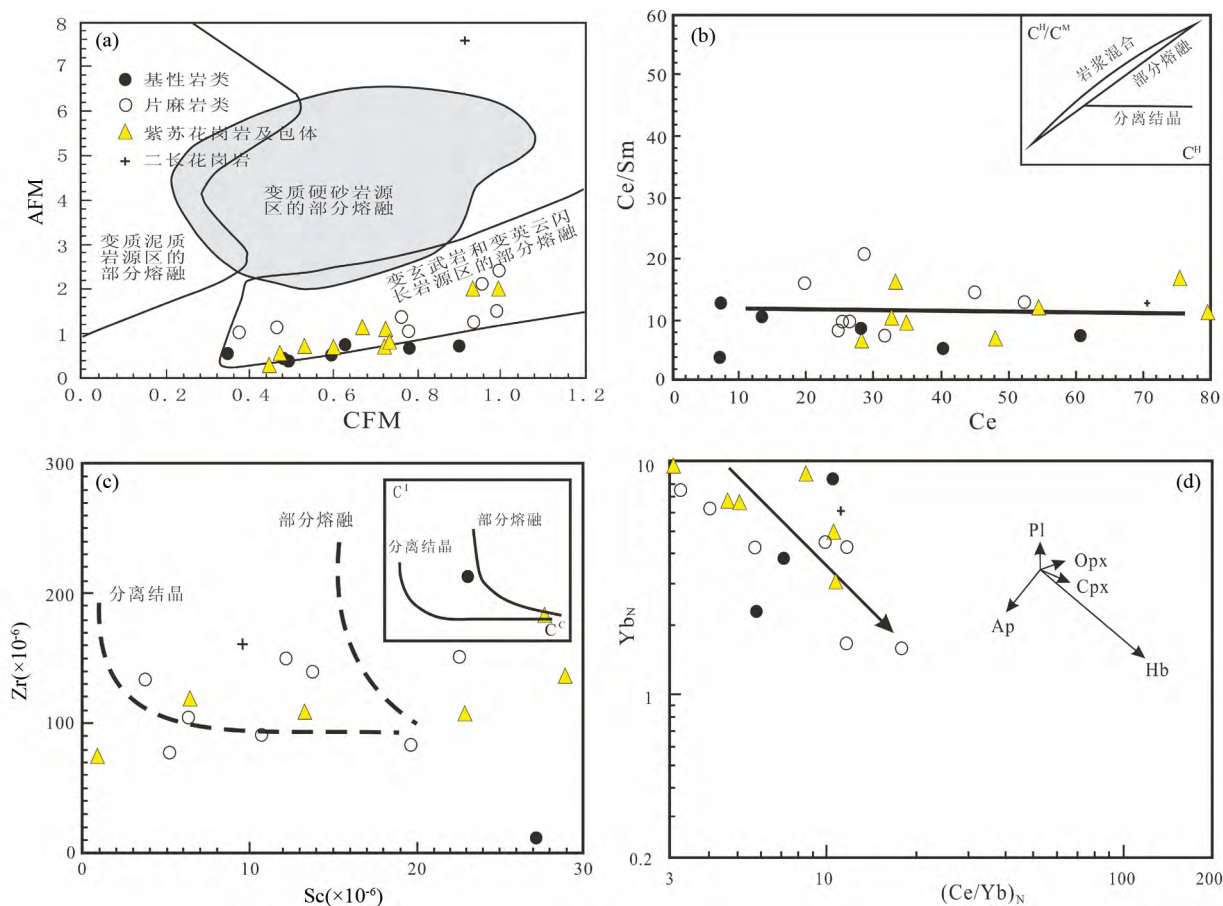 (a)
8
7
6
5
4
3
2
1
0
AFM
基性岩类
片麻岩类
紫苏花岗岩及包体
二长花岗岩
变质硬砂岩源
区的部分熔融
变质泥质
岩源区的
部分熔融
变玄武岩和变英云闪
长岩源区的部分熔融
0.0
0.2
0.4
0.6
0.8
1.0
1.2
CFM
(b)
60
50
40
30
20
10
0
Ce/Sm
C^H/C^M
岩浆混合
部分熔融
分离结晶
C^H
0
10
20
30
40
50
60
70
80
Ce
(c)
300
200
100
0
Zr(×10⁻⁶)
分离结晶
部分熔融
C^I
部分熔融
分离结晶
C^C
0
10
20
30
Sc(×10⁻⁶)
(d)
10
1
0.2
Yb_N
Pl
Opx
Cpx
Ap
Hb
3
10
100
200
(Ce/Yb)_N